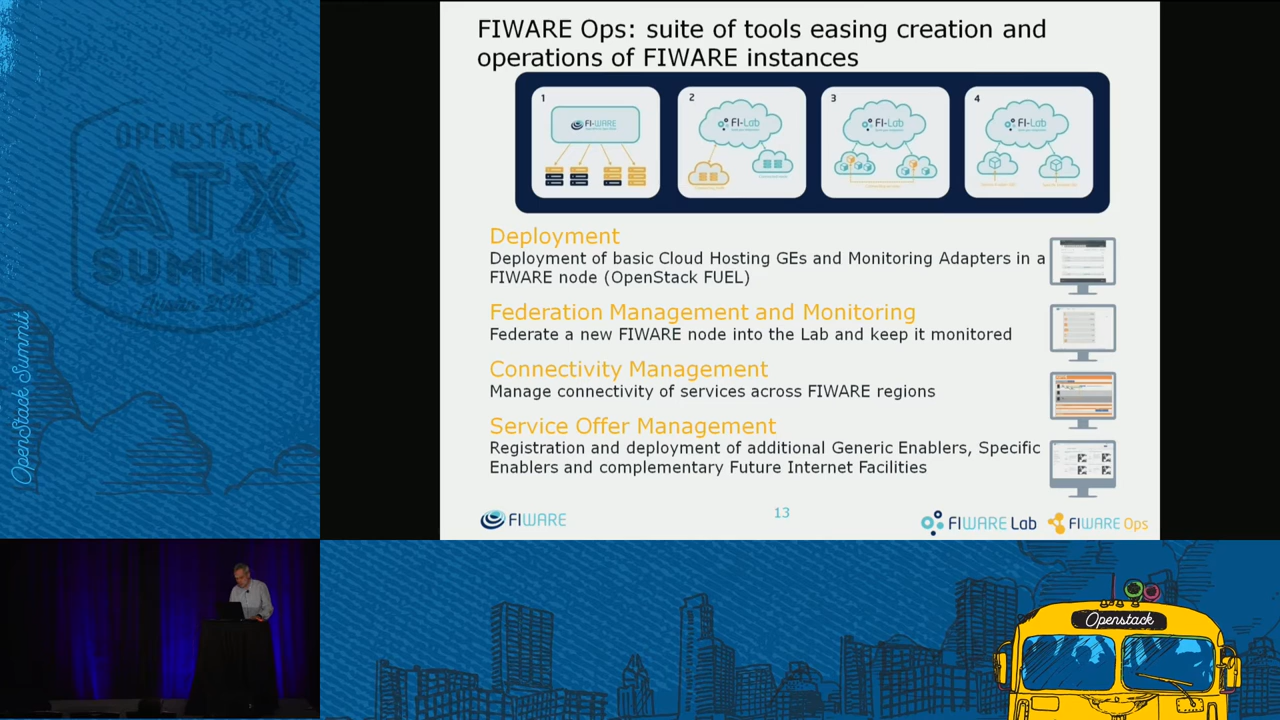 FIWARE Ops: suite of tools easing creation and
operations of FIWARE instances
1
FI-WARE
2
FI-Lab
3
FI-Lab
4
FI-Lab
Deployment
Deployment of basic Cloud Hosting GEs and Monitoring Adapters in a
FIWARE node (OpenStack FUEL)
Federation Management and Monitoring
Federate a new FIWARE node into the Lab and keep it monitored
Connectivity Management
Manage connectivity of services across FIWARE regions
Service Offer Management
Registration and deployment of additional Generic Enablers, Specific
Enablers and complementary Future Internet Facilities
FIWARE
13
FIWARE Lab
FIWARE Ops
OPENSTACK
ATX
SUMMIT
OpenStack Summit
Openstack